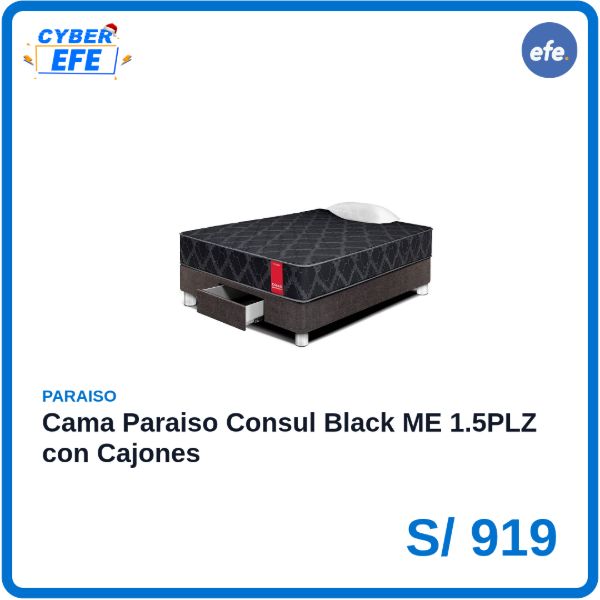 CYBER
EFE
efe.
PARAISO
Cama Paraiso Consul Black ME 1.5PLZ
con Cajones
S/ 919